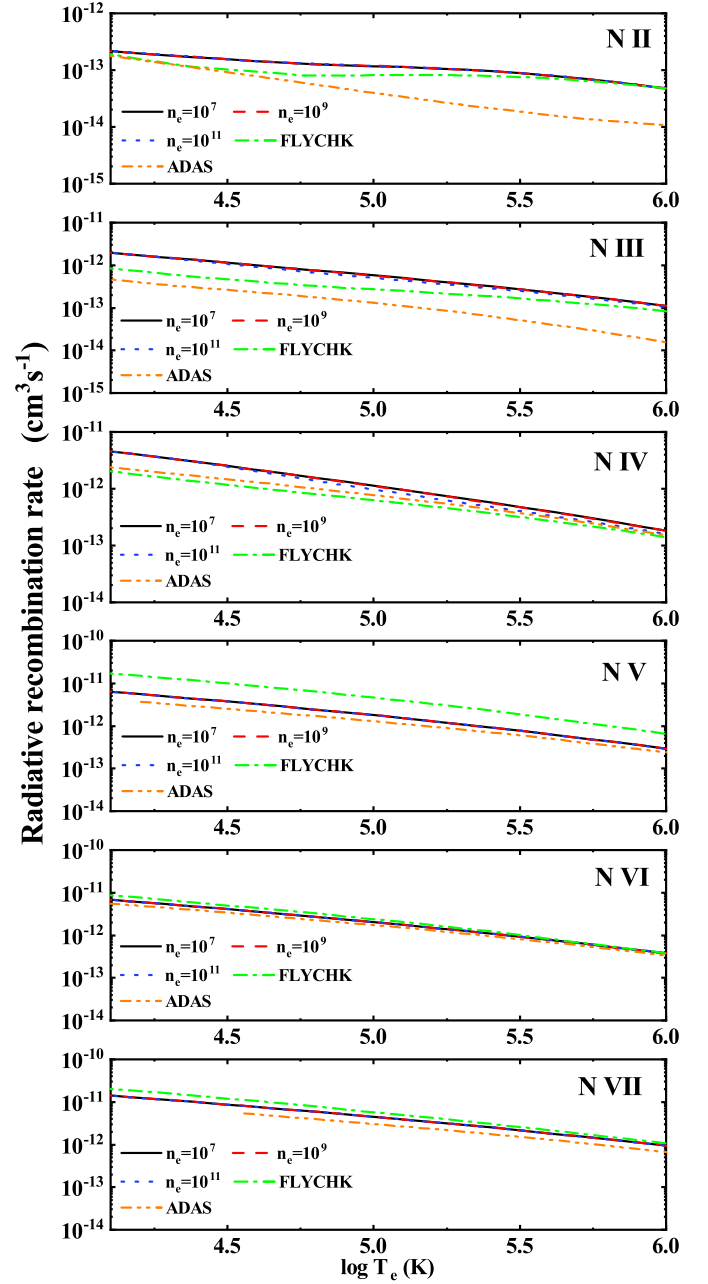 Radiative recombination rate (cm³s⁻¹)
10⁻¹²
N II
10⁻¹³
nₑ=10⁷ nₑ=10⁹
10⁻¹⁴
nₑ=10¹¹ FLYCHK
ADAS
10⁻¹⁵
4.5 5.0 5.5 6.0
10⁻¹¹
N III
10⁻¹²
10⁻¹³
nₑ=10⁷ nₑ=10⁹
10⁻¹⁴
nₑ=10¹¹ FLYCHK
ADAS
10⁻¹⁵
4.5 5.0 5.5 6.0
10⁻¹¹
N IV
10⁻¹²
nₑ=10⁷ nₑ=10⁹
10⁻¹³
nₑ=10¹¹ FLYCHK
ADAS
10⁻¹⁴
4.5 5.0 5.5 6.0
10⁻¹⁰
N V
10⁻¹¹
10⁻¹²
nₑ=10⁷ nₑ=10⁹
10⁻¹³
nₑ=10¹¹ FLYCHK
ADAS
10⁻¹⁴
4.5 5.0 5.5 6.0
10⁻¹⁰
N VI
10⁻¹¹
10⁻¹²
nₑ=10⁷ nₑ=10⁹
10⁻¹³
nₑ=10¹¹ FLYCHK
ADAS
10⁻¹⁴
4.5 5.0 5.5 6.0
10⁻¹⁰
N VII
10⁻¹¹
10⁻¹²
nₑ=10⁷ nₑ=10⁹
10⁻¹³
nₑ=10¹¹ FLYCHK
ADAS
10⁻¹⁴
4.5 5.0 5.5 6.0
log Tₑ (K)